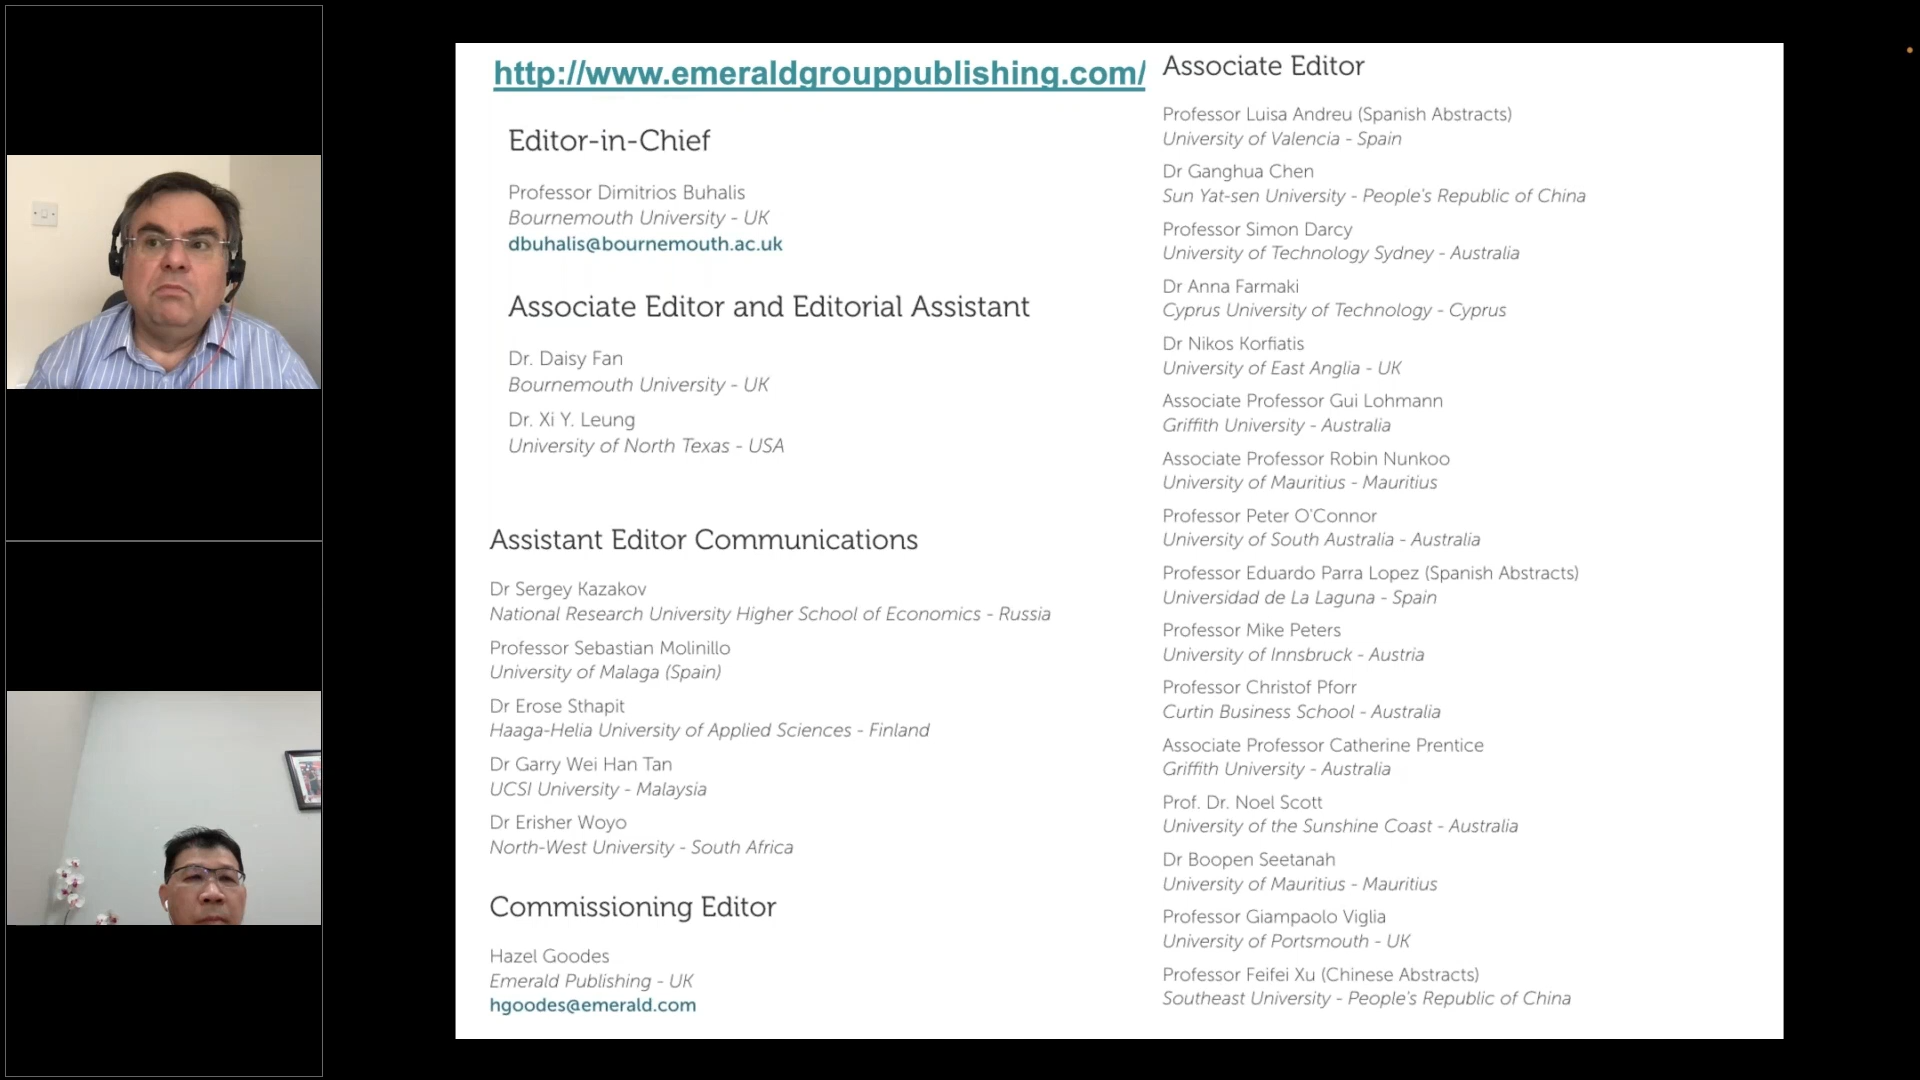 http://www.emeraldgrouppublishing.com/
Editor-in-Chief
Professor Dimitrios Buhalis
Bournemouth University - UK
dbuhalis@bournemouth.ac.uk
Associate Editor and Editorial Assistant
Dr. Daisy Fan
Bournemouth University - UK
Dr. Xi Y. Leung
University of North Texas - USA
Assistant Editor Communications
Dr Sergey Kazakov
National Research University Higher School of Economics - Russia
Professor Sebastian Molinillo
University of Malaga (Spain)
Dr Erose Sthapit
Haaga-Helia University of Applied Sciences - Finland
Dr Garry Wei Han Tan
UCSI University - Malaysia
Dr Erisher Woyo
North-West University - South Africa
Commissioning Editor
Hazel Goodes
Emerald Publishing - UK
hgoodes@emerald.com
Associate Editor
Professor Luisa Andreu (Spanish Abstracts)
University of Valencia - Spain
Dr Ganghua Chen
Sun Yat-sen University - People's Republic of China
Professor Simon Darcy
University of Technology Sydney - Australia
Dr Anna Farmaki
Cyprus University of Technology - Cyprus
Dr Nikos Korfiatis
University of East Anglia - UK
Associate Professor Gui Lohmann
Griffith University - Australia
Associate Professor Robin Nunkoo
University of Mauritius - Mauritius
Professor Peter O'Connor
University of South Australia - Australia
Professor Eduardo Parra Lopez (Spanish Abstracts)
Universidad de La Laguna - Spain
Professor Mike Peters
University of Innsbruck - Austria
Professor Christof Pforr
Curtin Business School - Australia
Associate Professor Catherine Prentice
Griffith University - Australia
Prof. Dr. Noel Scott
University of the Sunshine Coast - Australia
Dr Boopen Seetanah
University of Mauritius - Mauritius
Professor Giampaolo Viglia
University of Portsmouth - UK
Professor Feifei Xu (Chinese Abstracts)
Southeast University - People's Republic of China